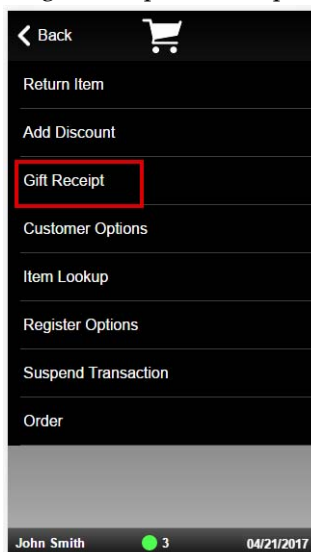 Back
Return Item
Add Discount
Gift Receipt
Customer Options
Item Lookup
Register Options
Suspend Transaction
Order
John Smith 3 04/21/2017